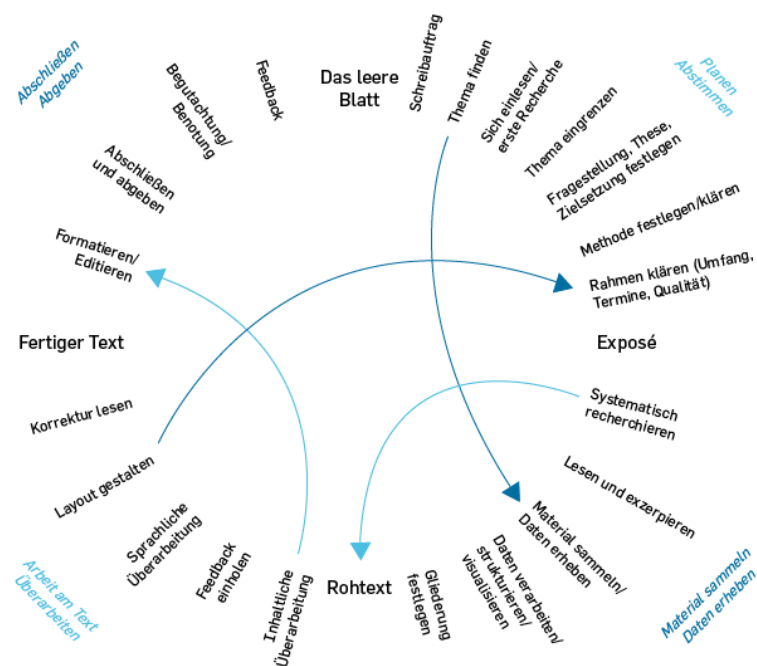 Das leere
Blatt
Schreibauftrag
Thema finden
Sich einlesen/
erste Recherche
Thema eingrenzen
Planen
Abstimmen
Fragestellung, These,
Zielsetzung festlegen
Methode festlegen/klären
Rahmen klären (Umfang,
Termine, Qualität)
Exposé
Systematisch
recherchieren
Lesen und exzerpieren
Material sammeln/
Daten erheben
Material sammeln
Daten erheben
Daten verarbeiten/
strukturieren/
visualisieren
Gliederung
festlegen
Rohtext
Inhaltliche
Überarbeitung
Feedback
einholen
Sprachliche
Überarbeitung
Arbeit am Text
Überarbeiten
Layout gestalten
Korrektur lesen
Fertiger Text
Formatieren/
Editieren
Abschließen
und abgeben
Abschließen
Abgeben
Begutachtung/
Benotung
Feedback